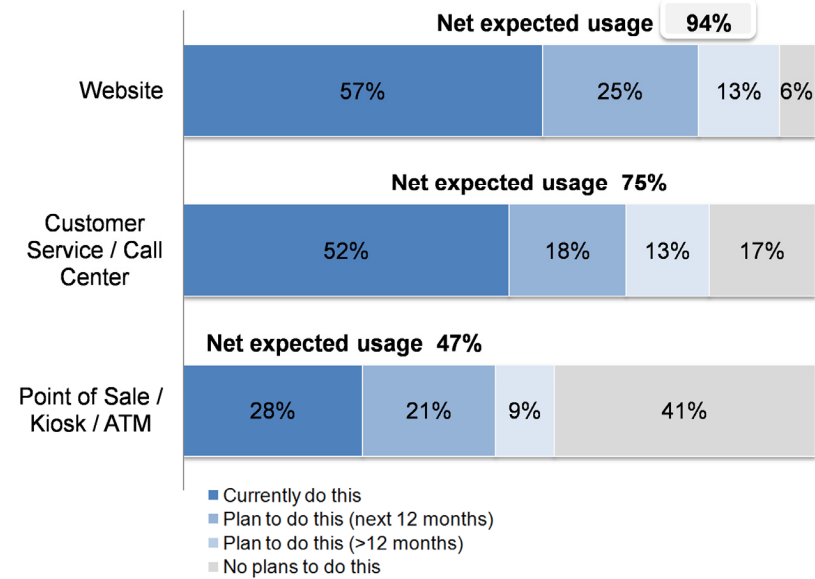 Net expected usage 94%
Website
57% 25% 13% 6%
Net expected usage 75%
Customer
Service / Call
Center
52% 18% 13% 17%
Net expected usage 47%
Point of Sale /
Kiosk / ATM
28% 21% 9% 41%
Currently do this
Plan to do this (next 12 months)
Plan to do this (>12 months)
No plans to do this